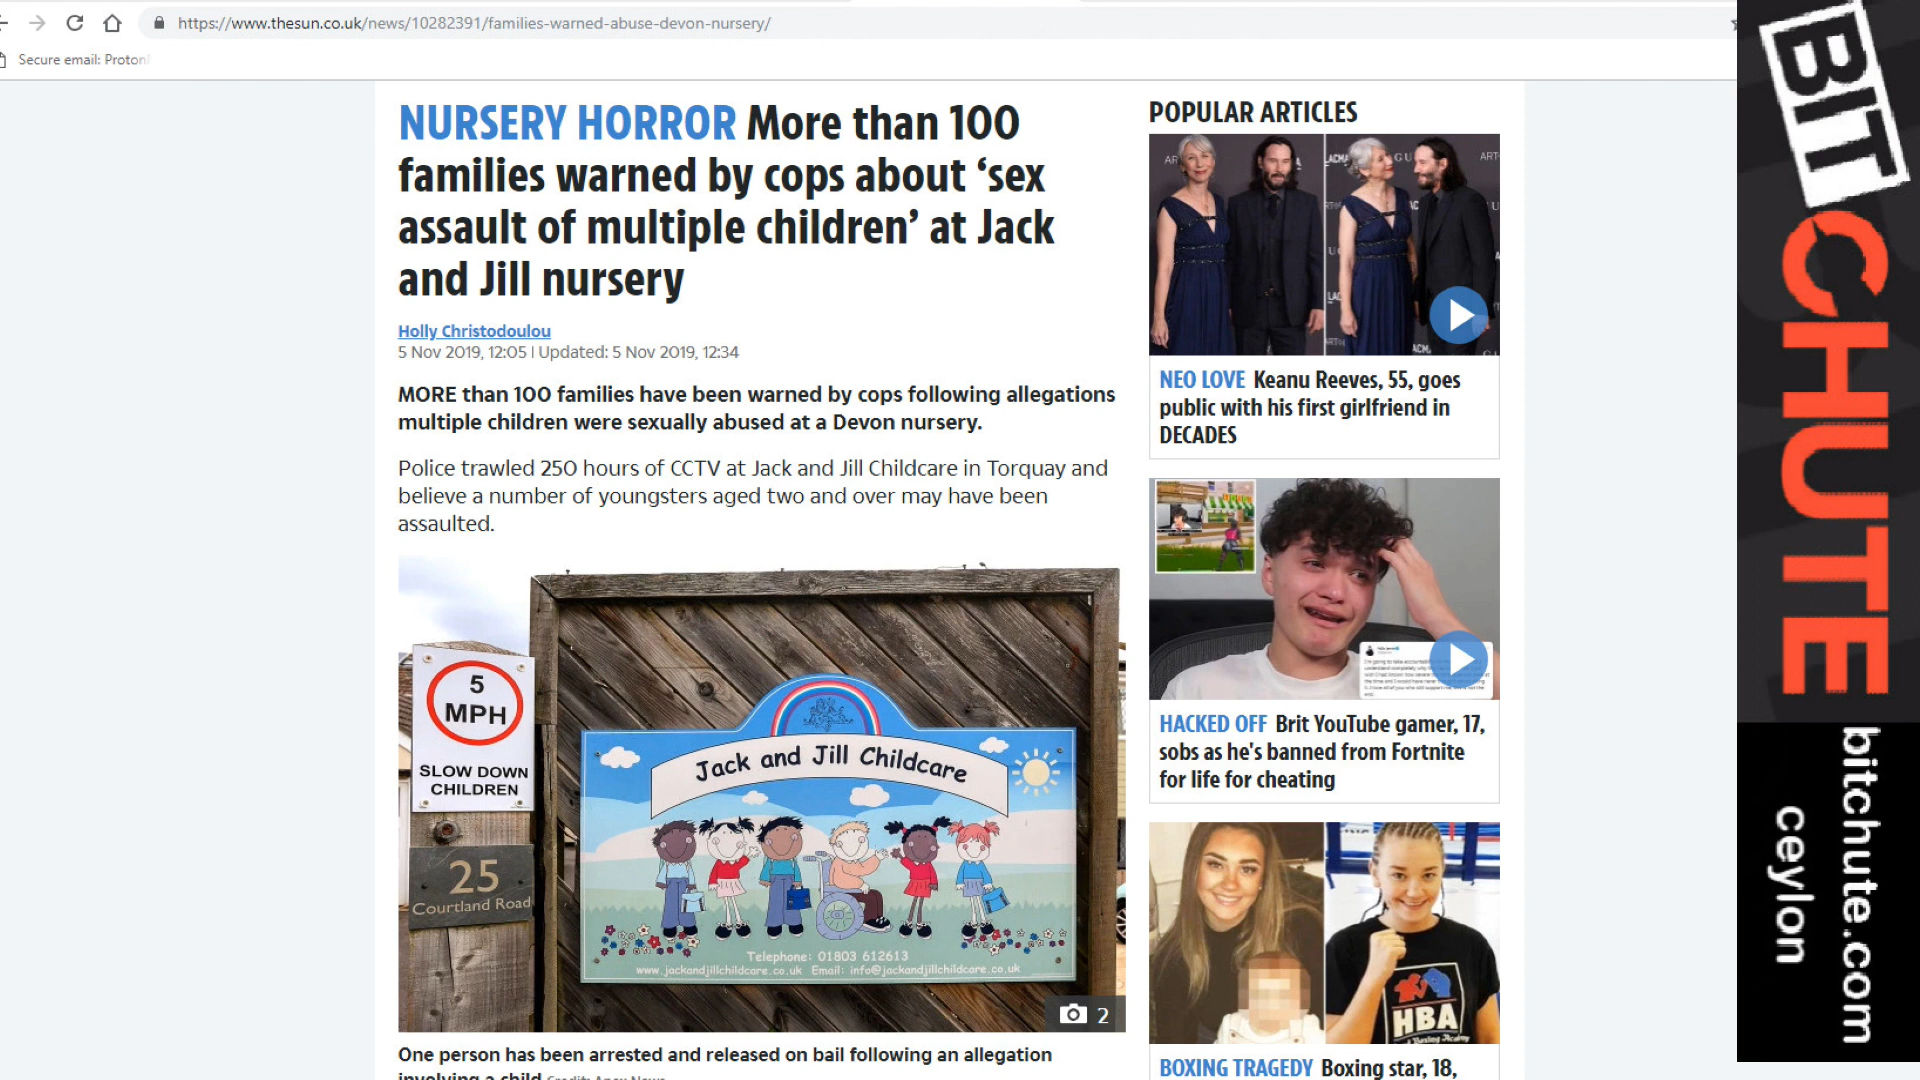 https://www.thesun.co.uk/news/10282391/families-warned-abuse-devon-nursery/
Secure email: Proton
NURSERY HORROR More than 100
families warned by cops about ‘sex
assault of multiple children’ at Jack
and Jill nursery
Holly Christodoulou
5 Nov 2019, 12:05 | Updated: 5 Nov 2019, 12:34
MORE than 100 families have been warned by cops following allegations
multiple children were sexually abused at a Devon nursery.
Police trawled 250 hours of CCTV at Jack and Jill Childcare in Torquay and
believe a number of youngsters aged two and over may have been
assaulted.
5
MPH
SLOW DOWN
CHILDREN
25
Courtland Road
Jack and Jill Childcare
Telephone: 01803 612613
www.jackandjillchildcare.co.uk Email: info@jackandjillchildcare.co.uk
2
One person has been arrested and released on bail following an allegation
involving a child Credit: Apex News
POPULAR ARTICLES
NEO LOVE Keanu Reeves, 55, goes
public with his first girlfriend in
DECADES
HACKED OFF Brit YouTube gamer, 17,
sobs as he's banned from Fortnite
for life for cheating
HBA
BOXING TRAGEDY Boxing star, 18,
BITCHUTE
bitchute.com
ceylon